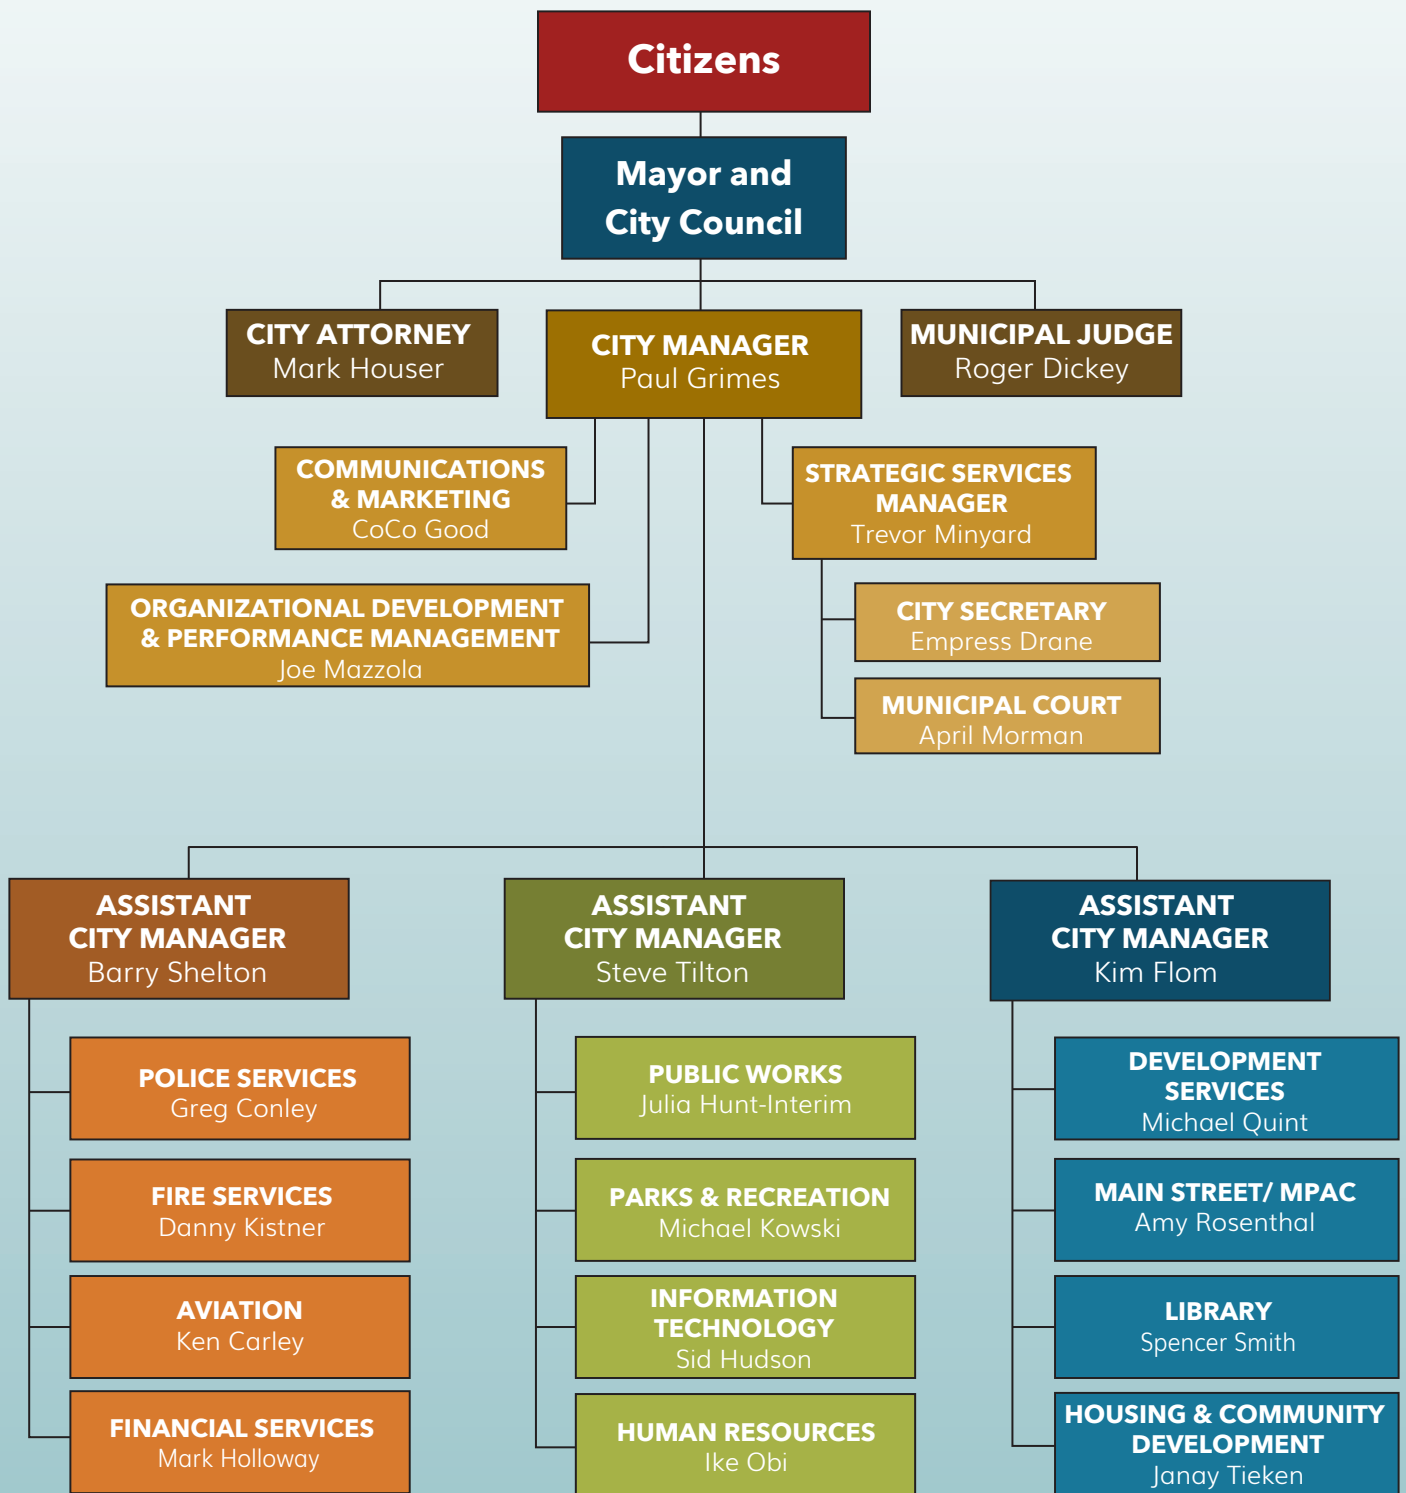 Citizens
Mayor and
City Council
CITY ATTORNEY
Mark Houser
CITY MANAGER
Paul Grimes
MUNICIPAL JUDGE
Roger Dickey
COMMUNICATIONS
& MARKETING
CoCo Good
STRATEGIC SERVICES
MANAGER
Trevor Minyard
ORGANIZATIONAL DEVELOPMENT
& PERFORMANCE MANAGEMENT
Joe Mazzola
CITY SECRETARY
Empress Drane
MUNICIPAL COURT
April Morman
ASSISTANT
CITY MANAGER
Barry Shelton
POLICE SERVICES
Greg Conley
FIRE SERVICES
Danny Kistner
AVIATION
Ken Carley
FINANCIAL SERVICES
Mark Holloway
ASSISTANT
CITY MANAGER
Steve Tilton
PUBLIC WORKS
Julia Hunt-Interim
PARKS & RECREATION
Michael Kowski
INFORMATION
TECHNOLOGY
Sid Hudson
HUMAN RESOURCES
Ike Obi
ASSISTANT
CITY MANAGER
Kim Flom
DEVELOPMENT
SERVICES
Michael Quint
MAIN STREET/ MPAC
Amy Rosenthal
LIBRARY
Spencer Smith
HOUSING & COMMUNITY
DEVELOPMENT
Janay Tieken